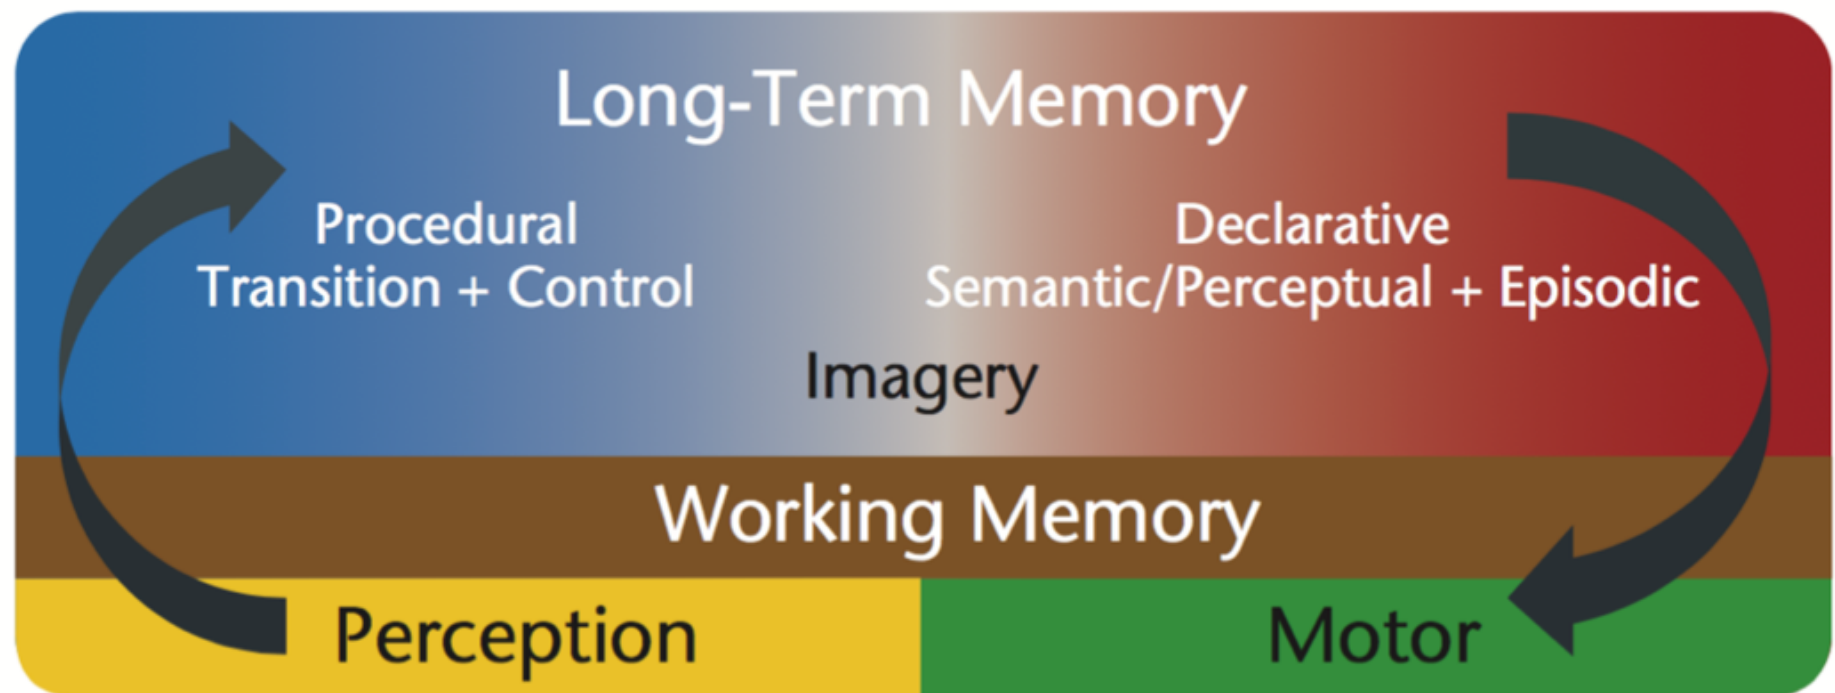 Long-Term Memory
Procedural
Transition + Control
Declarative
Semantic/Perceptual + Episodic
Imagery
Working Memory
Perception
Motor